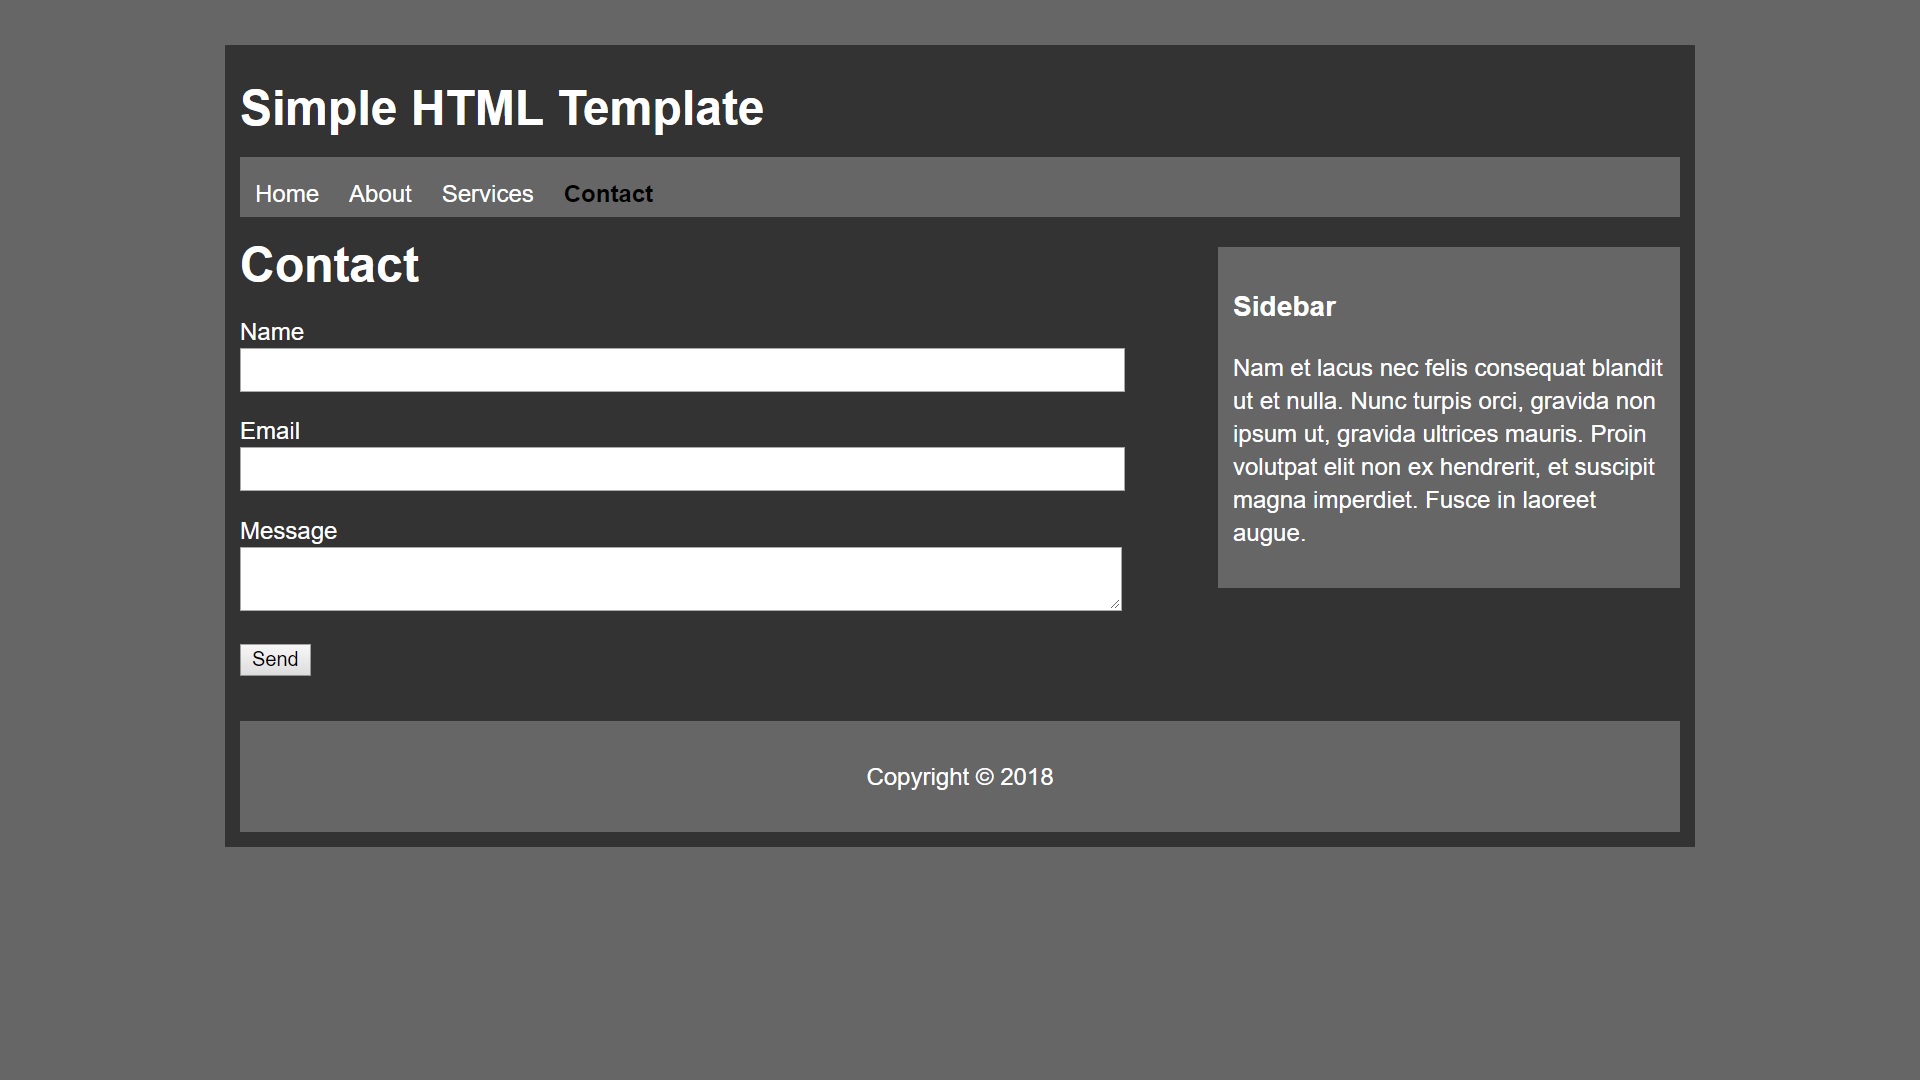 Simple HTML Template
Home About Services Contact
Contact
Name
Email
Message
Send
Sidebar
Nam et lacus nec felis consequat blandit
ut et nulla. Nunc turpis orci, gravida non
ipsum ut, gravida ultrices mauris. Proin
volutpat elit non ex hendrerit, et suscipit
magna imperdiet. Fusce in laoreet
augue.
Copyright © 2018